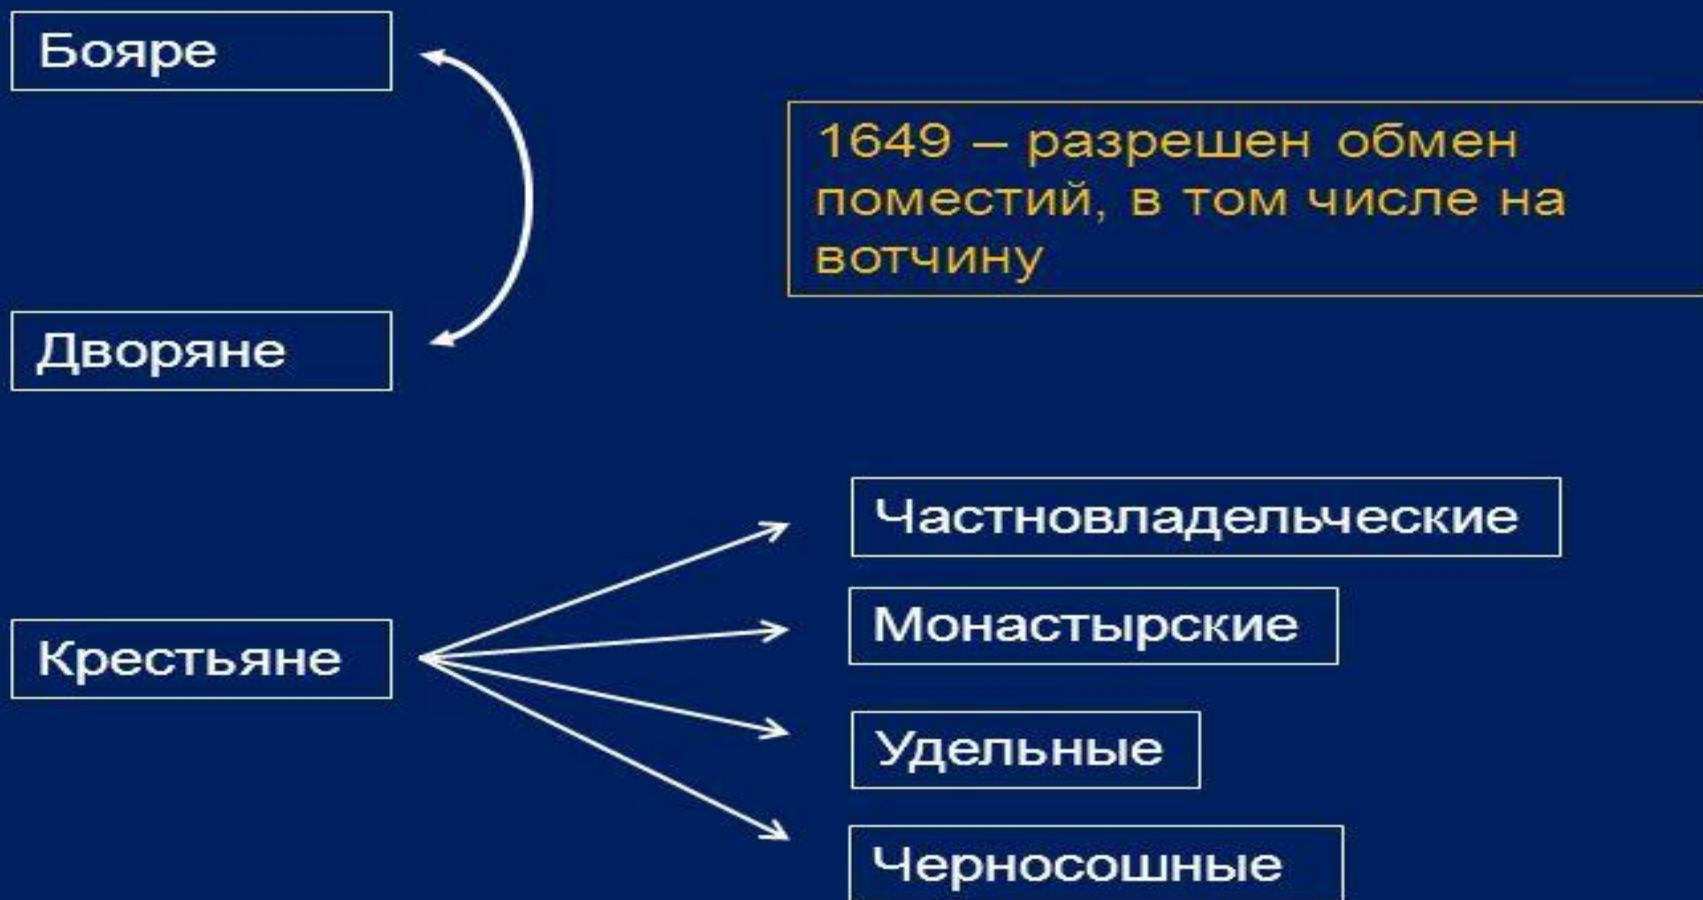 Бояре
1649 – разрешен обмен
поместий, в том числе на
вотчину
Дворяне
Крестьяне
Частновладельческие
Монастырские
Удельные
Черносошные